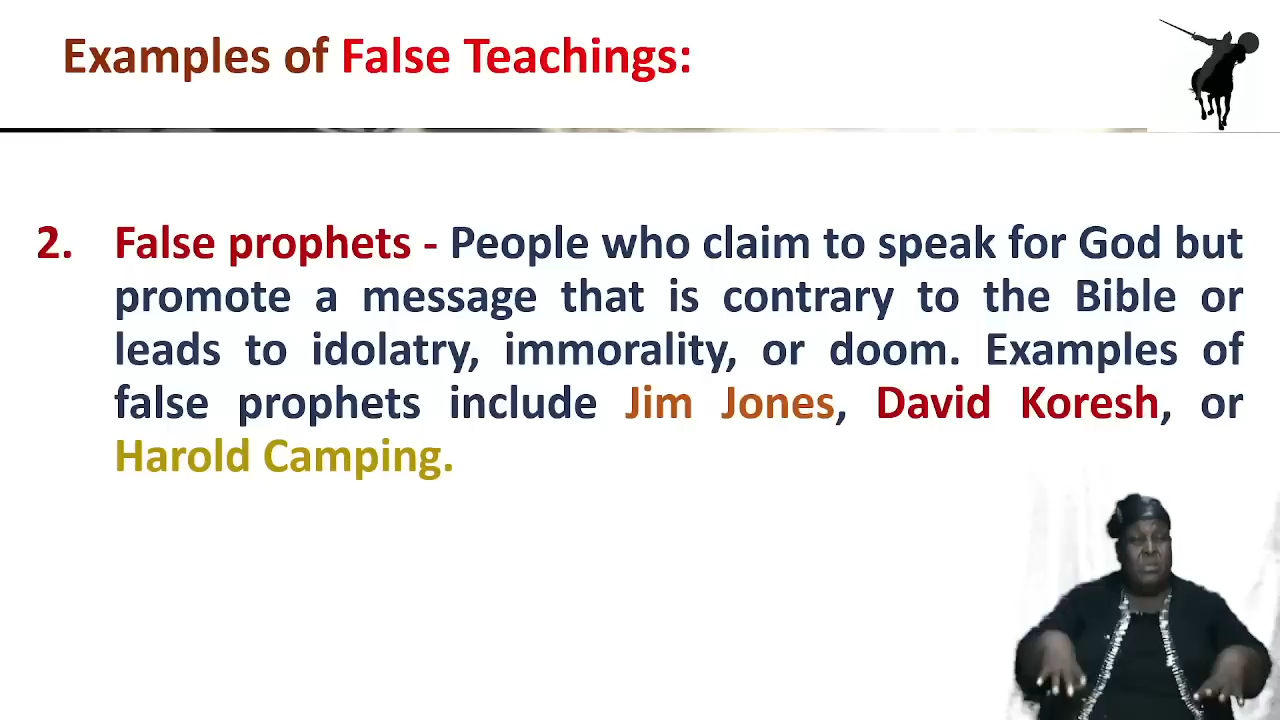 Examples of False Teachings:
2. False prophets - People who claim to speak for God but
promote a message that is contrary to the Bible or
leads to idolatry, immorality, or doom. Examples of
false prophets include Jim Jones, David Koresh, or
Harold Camping.